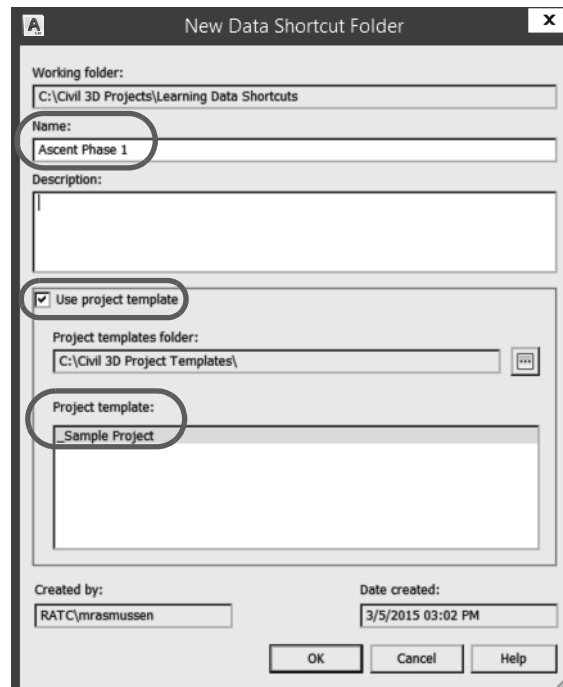 New Data Shortcut Folder
X
Working folder:
C:\Civil 3D Projects\Learning Data Shortcuts
Name:
Ascent Phase 1
Description:
Use project template
Project templates folder:
C:\Civil 3D Project Templates\
...
Project template:
_Sample Project
Created by:
Date created:
RATC\mrasmussen
3/5/2015 03:02 PM
OK
Cancel
Help